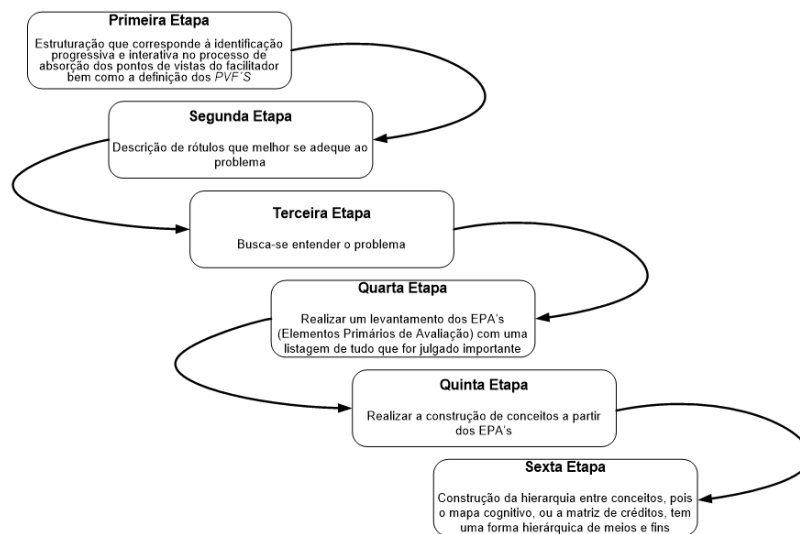 Primeira Etapa
Estruturação que corresponde à identificação
progressiva e interativa no processo de
absorção dos pontos de vistas do facilitador
bem como a definição dos PVF´S
Segunda Etapa
Descrição de rótulos que melhor se adeque ao
problema
Terceira Etapa
Busca-se entender o problema
Quarta Etapa
Realizar um levantamento dos EPA's
(Elementos Primários de Avaliação) com uma
listagem de tudo que for julgado importante
Quinta Etapa
Realizar a construção de conceitos a partir
dos EPA's
Sexta Etapa
Construção da hierarquia entre conceitos, pois
o mapa cognitivo, ou a matriz de créditos, tem
uma forma hierárquica de meios e fins